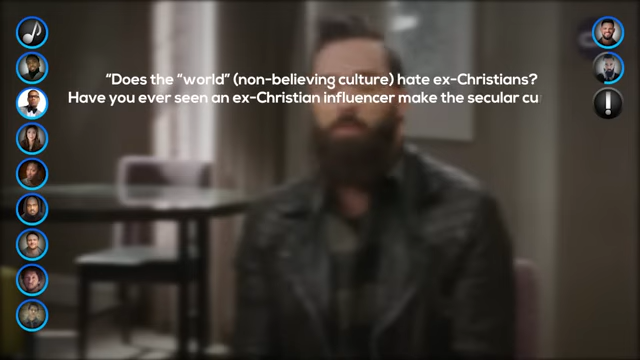 “Does the “world” (non-believing culture) hate ex-Christians?
Have you ever seen an ex-Christian influencer make the secular cu